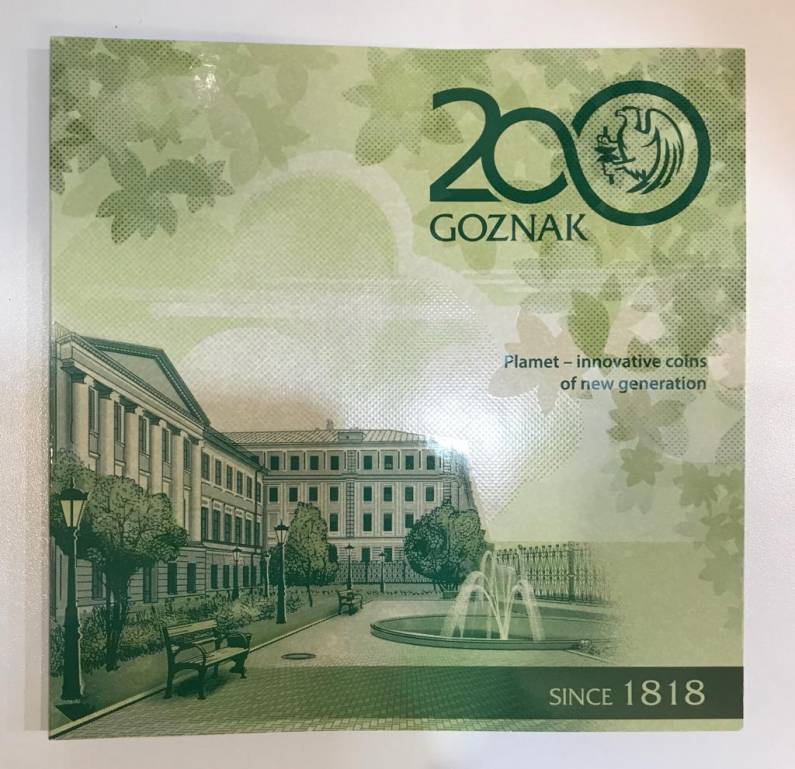 200
GOZNAK
Plamet – innovative coins
of new generation
SINCE 1818